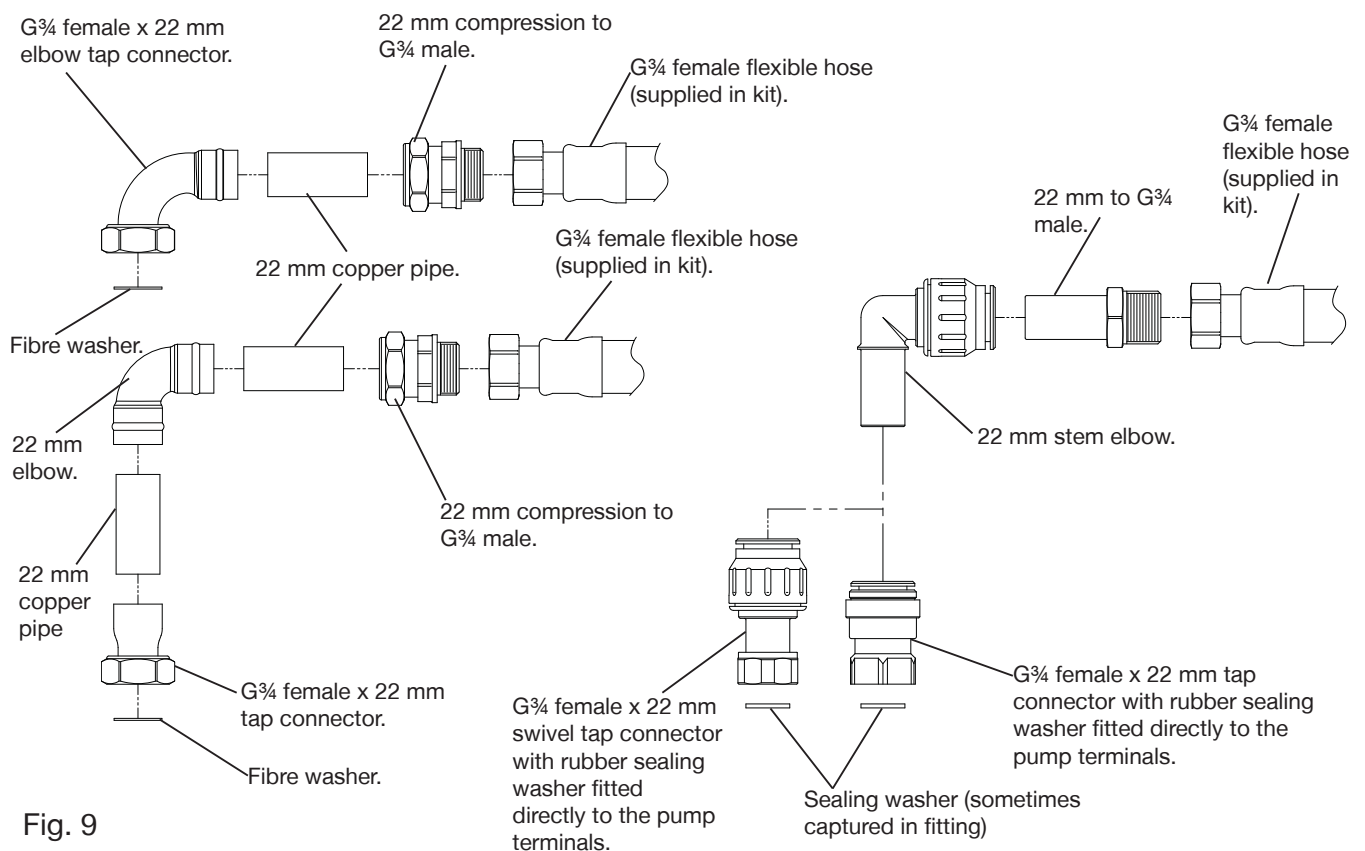 G¾ female x 22 mm
elbow tap connector.
22 mm compression to
G¾ male.
G¾ female flexible hose
(supplied in kit).
G¾ female
flexible hose
(supplied in
kit).
22 mm to G¾
male.
G¾ female flexible hose
(supplied in kit).
22 mm copper pipe.
Fibre washer.
22 mm
elbow.
22 mm stem elbow.
22 mm compression to
G¾ male.
22 mm
copper
pipe
G¾ female x 22 mm
tap connector.
Fibre washer.
G¾ female x 22 mm
swivel tap connector
with rubber sealing
washer fitted
directly to the pump
terminals.
G¾ female x 22 mm tap
connector with rubber sealing
washer fitted directly to the
pump terminals.
Sealing washer (sometimes
captured in fitting)
Fig. 9